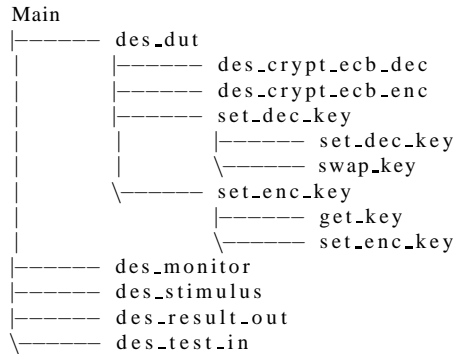 Main
|------ des_dut
| |------ des_crypt_ecb_dec
| |------ des_crypt_ecb_enc
| |------ set_dec_key
| | |------ set_dec_key
| | \------ swap_key
| \------ set_enc_key
| |------ get_key
| \------ set_enc_key
|------ des_monitor
|------ des_stimulus
|------ des_result_out
\------ des_test_in